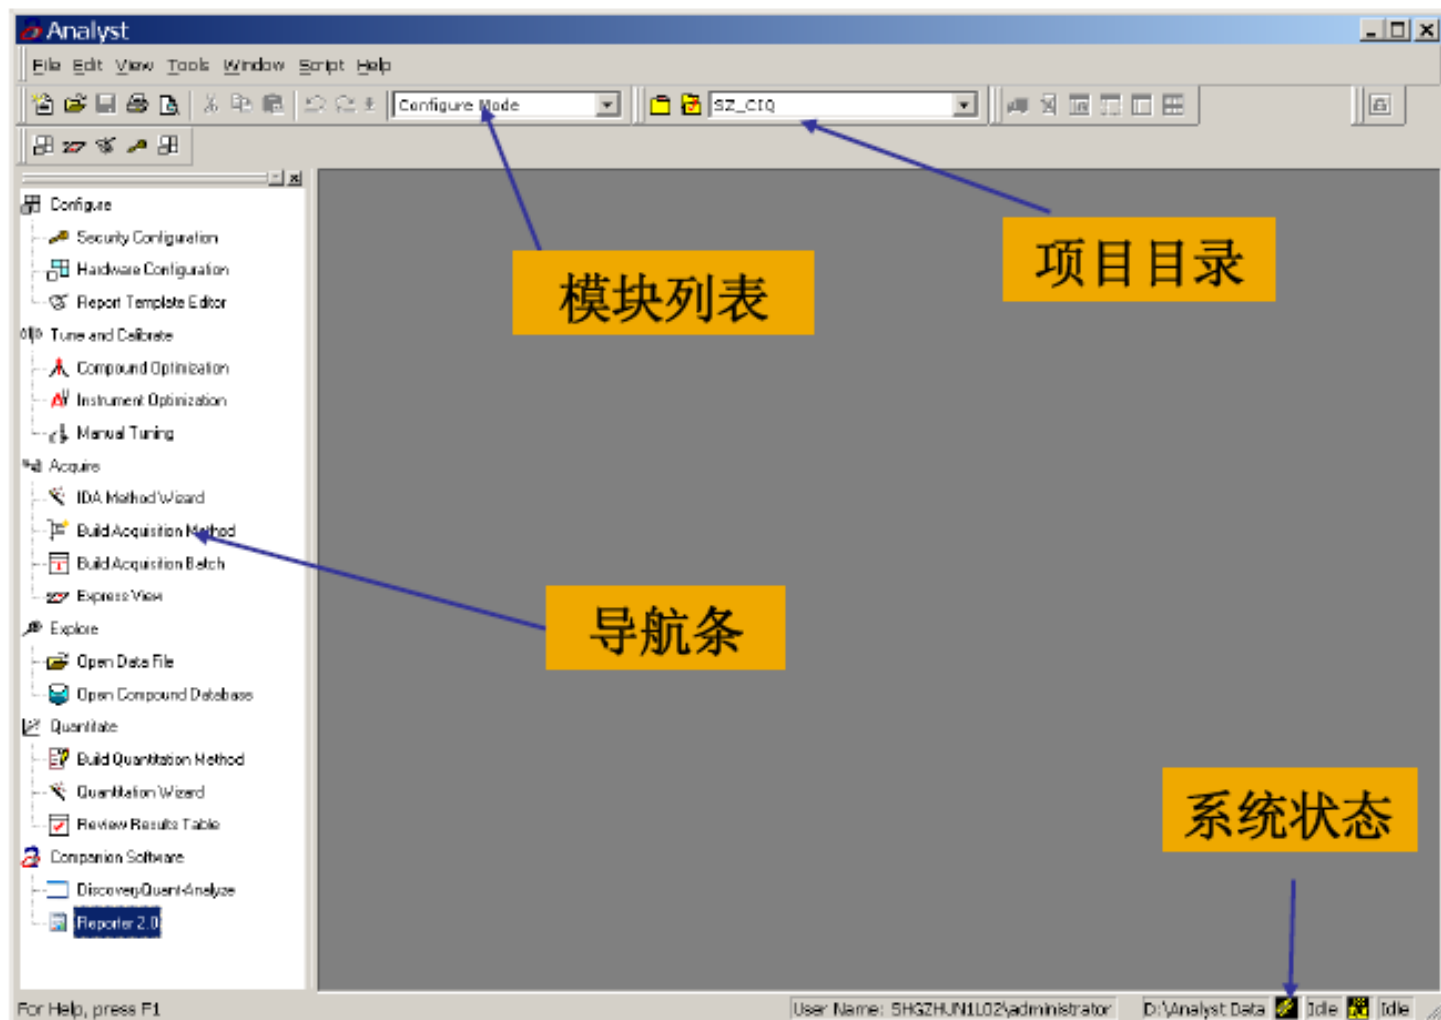 Analyst
File Edit View Tools Window Script Help
Configure Mode
SZ_CIQ
Configure
Security Configuration
Hardware Configuration
Report Template Editor
Tune and Calibrate
Compound Optimization
Instrument Optimization
Manual Tuning
Acquire
IDA Method Wizard
Build Acquisition Method
Build Acquisition Batch
Express View
Explore
Open Data File
Open Compound Database
Quantitate
Build Quantitation Method
Quantitation Wizard
Review Results Table
Companion Software
DiscoveryQuant-Analyze
Reporter 2.0
模块列表
项目目录
导航条
系统状态
For Help, press F1
User Name: SHGZHUN1L02\administrator
D:\Analyst Data
Idle
Idle